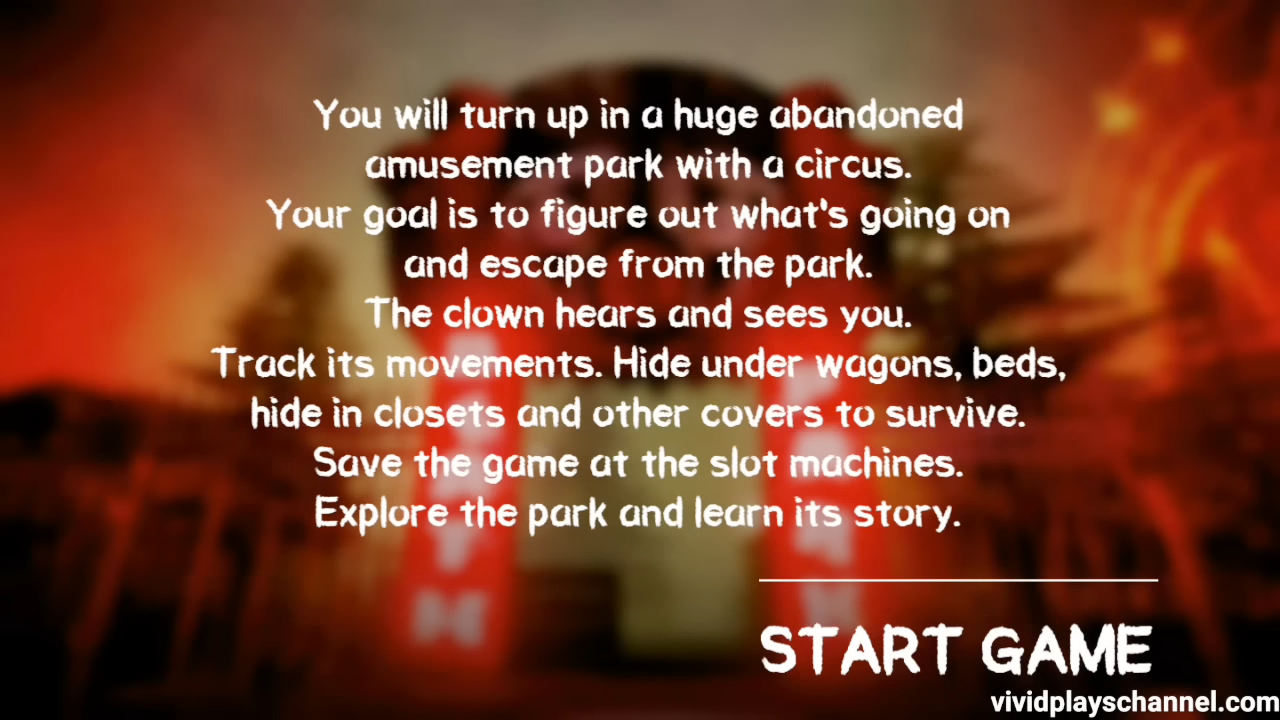 You will turn up in a huge abandoned
amusement park with a circus.
Your goal is to figure out what's going on
and escape from the park.
The clown hears and sees you.
Track its movements. Hide under wagons, beds,
hide in closets and other covers to survive.
Save the game at the slot machines.
Explore the park and learn its story.
START GAME
vividplayschannel.com